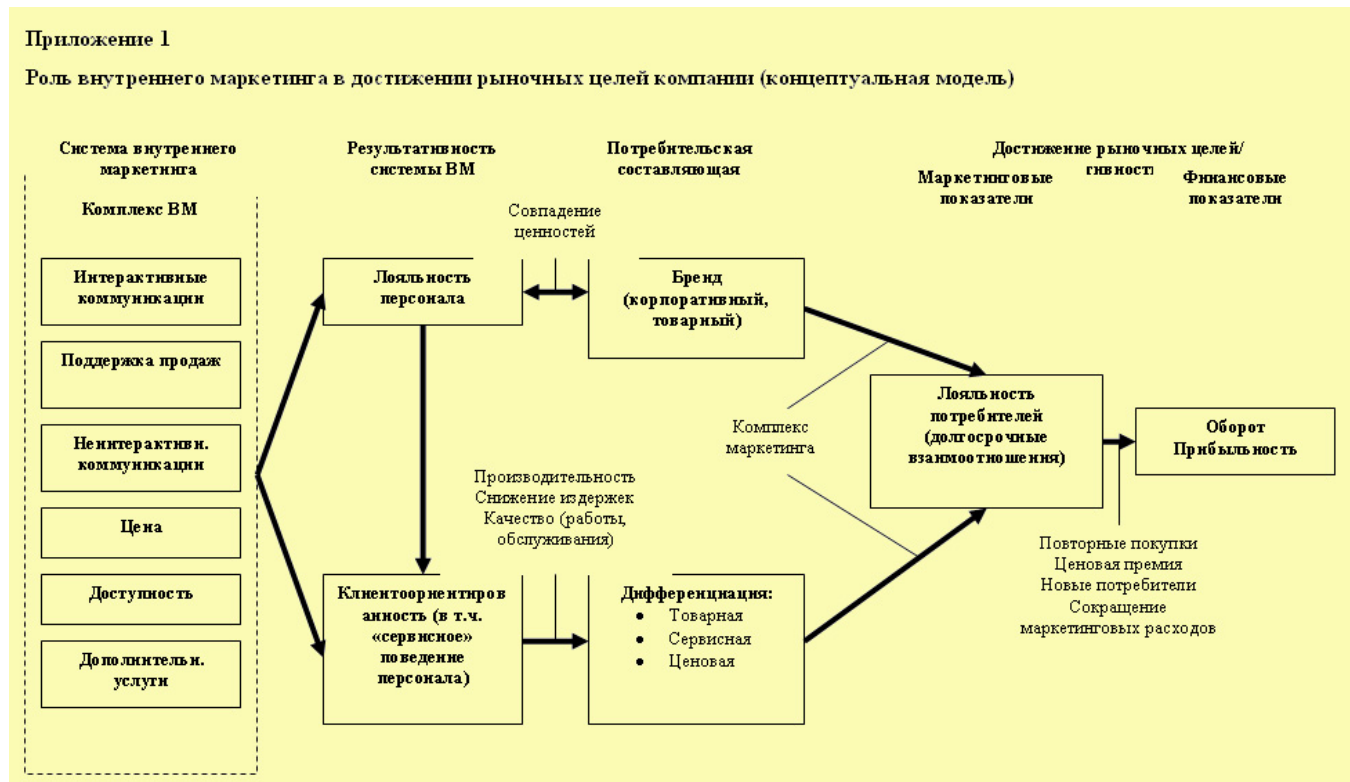 Приложение 1
Роль внутреннего маркетинга в достижении рыночных целей компании (концептуальная модель)
Система внутреннего
маркетинга
Комплекс ВМ
Интерактивные
коммуникации
Поддержка продаж
Неинтерактивн.
коммуникации
Цена
Доступность
Дополнительн.
услуги
Результативность
системы ВМ
Лояльность
персонала
Клиентоориентиров
анность (в т.ч.
«сервисное»
поведение
персонала)
Совпадение
ценностей
Производительность
Снижение издержек
Качество (работы,
обслуживания)
Потребительская
составляющая
Бренд
(корпоративный,
товарный)
Дифференциация:
• Товарная
• Сервисная
• Ценовая
Комплекс
маркетинга
Достижение рыночных целей/
Маркетинговые
показатели
Финансовые
показатели
Лояльность
потребителей
(долгосрочные
взаимоотношения)
Оборот
Прибыльность
Повторные покупки
Ценовая премия
Новые потребители
Сокращение
маркетинговых расходов